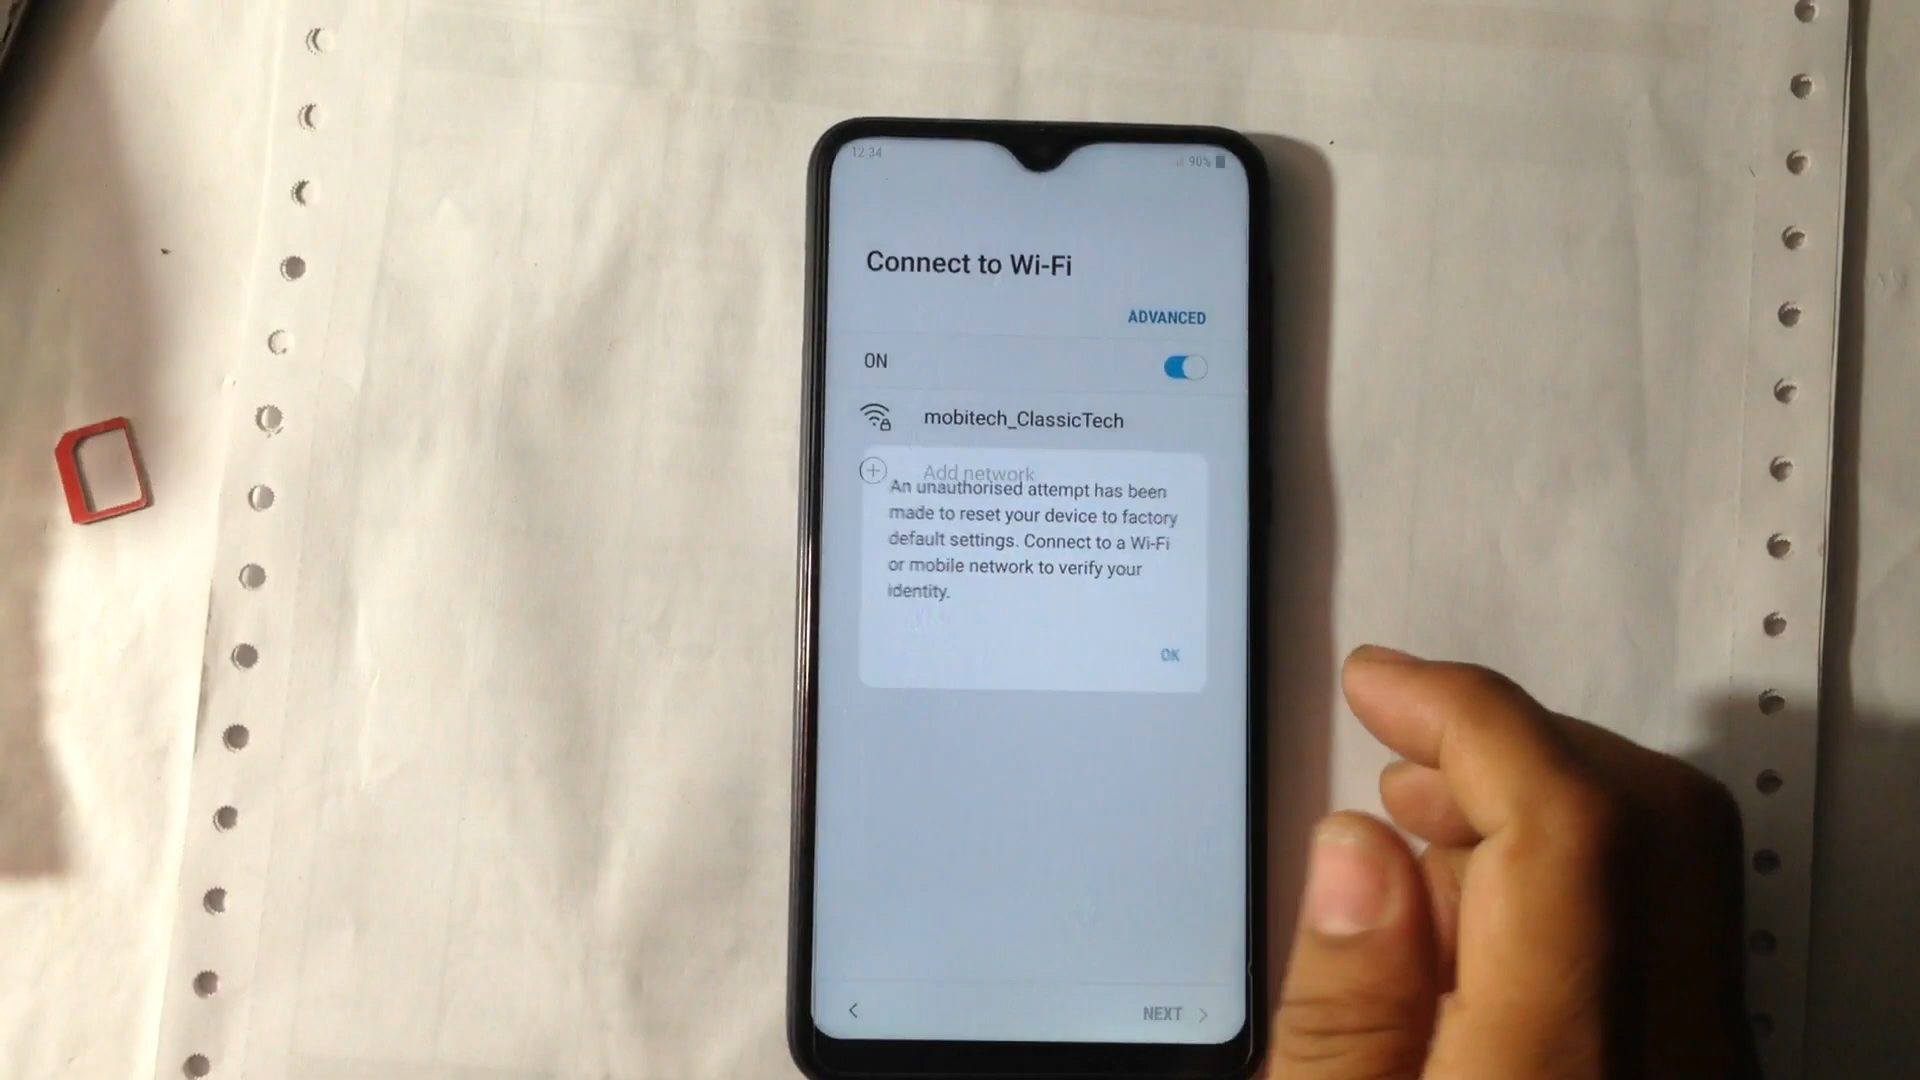 12:34
90%
Connect to Wi-Fi
ADVANCED
ON
mobitech_ClassicTech
Add network
An unauthorised attempt has been
made to reset your device to factory
default settings. Connect to a Wi-Fi
or mobile network to verify your
identity.
OK
NEXT